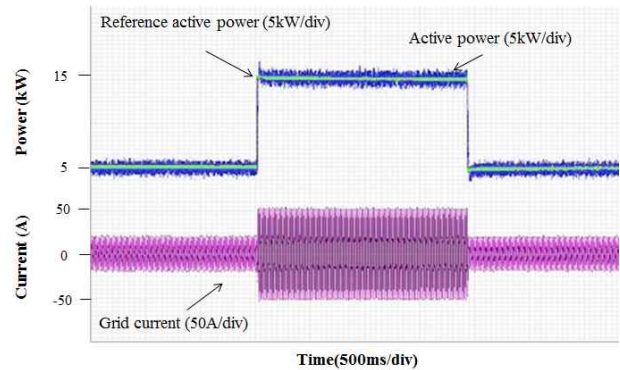 Reference active power (5kW/div)
Active power (5kW/div)
Power (kW)
15
5
Current (A)
50
0
-50
Grid current (50A/div)
Time(500ms/div)